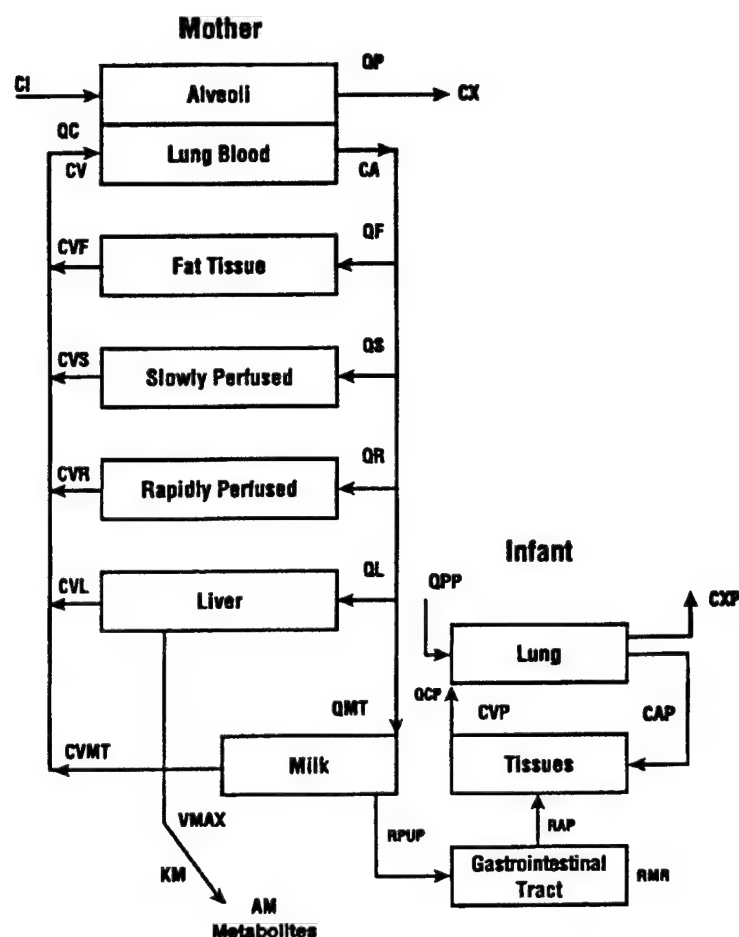 Mother
QP
CI
Alveoli
CX
QC
Lung Blood
CV
CA
CVF
QF
Fat Tissue
CVS
QS
Slowly Perfused
CVR
QR
Rapidly Perfused
Infant
CVL
QL
Liver
QPP
CXP
Lung
QMT
QCP
CVP
CAP
CVMT
Milk
Tissues
VMAX
RPUP
RAP
KM
Gastrointestinal
Tract
RMR
AM
Metabolites